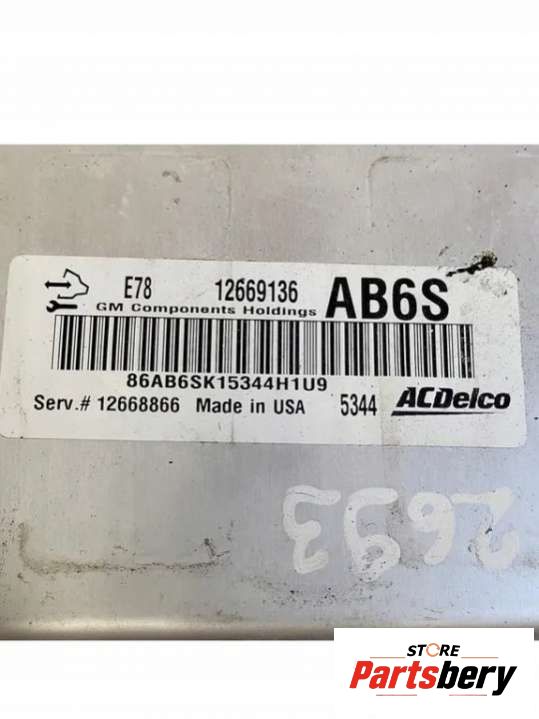 E78 12669136 AB6S
GM Components Holdings
86AB6SK15344H1U9
Serv.# 12668866 Made in USA 5344 ACDelco
2693
STORE
Partsbery